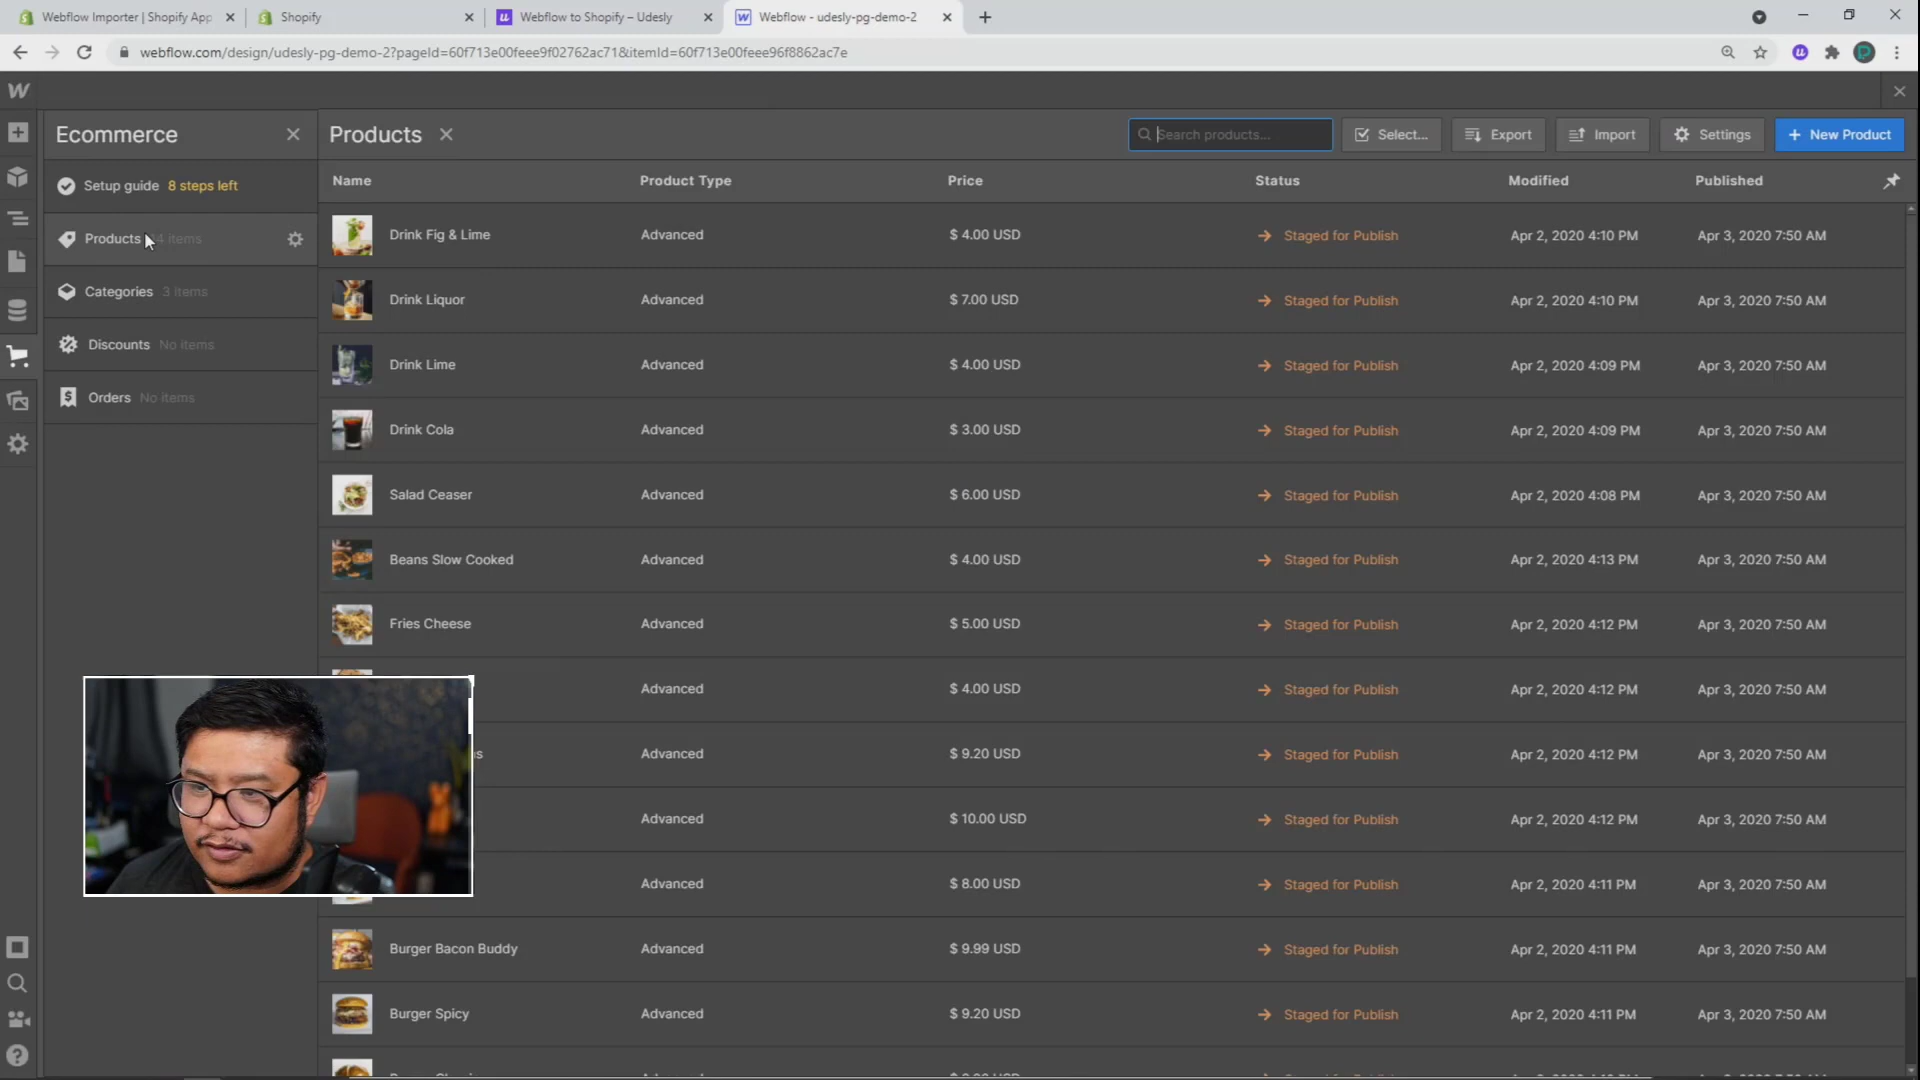 Webflow Importer | Shopify App
Shopify
Webflow to Shopify – Udesly
Webflow - udesly-pg-demo-2
webflow.com/design/udesly-pg-demo-2?pageId=60f713e00feee9f02762ac71&itemId=60f713e00feee96f8862ac7e
Ecommerce
Products
Search products...
Select...
Export
Import
Settings
New Product
Setup guide 8 steps left
Products 14 items
Categories 3 items
Discounts No items
Orders No items
Name Product Type Price Status Modified Published
Drink Fig & Lime Advanced $ 4.00 USD Staged for Publish Apr 2, 2020 4:10 PM Apr 3, 2020 7:50 AM
Drink Liquor Advanced $ 7.00 USD Staged for Publish Apr 2, 2020 4:10 PM Apr 3, 2020 7:50 AM
Drink Lime Advanced $ 4.00 USD Staged for Publish Apr 2, 2020 4:09 PM Apr 3, 2020 7:50 AM
Drink Cola Advanced $ 3.00 USD Staged for Publish Apr 2, 2020 4:09 PM Apr 3, 2020 7:50 AM
Salad Ceaser Advanced $ 6.00 USD Staged for Publish Apr 2, 2020 4:08 PM Apr 3, 2020 7:50 AM
Beans Slow Cooked Advanced $ 4.00 USD Staged for Publish Apr 2, 2020 4:13 PM Apr 3, 2020 7:50 AM
Fries Cheese Advanced $ 5.00 USD Staged for Publish Apr 2, 2020 4:12 PM Apr 3, 2020 7:50 AM
Advanced $ 4.00 USD Staged for Publish Apr 2, 2020 4:12 PM Apr 3, 2020 7:50 AM
Advanced $ 9.20 USD Staged for Publish Apr 2, 2020 4:12 PM Apr 3, 2020 7:50 AM
Advanced $ 10.00 USD Staged for Publish Apr 2, 2020 4:12 PM Apr 3, 2020 7:50 AM
Advanced $ 8.00 USD Staged for Publish Apr 2, 2020 4:11 PM Apr 3, 2020 7:50 AM
Burger Bacon Buddy Advanced $ 9.99 USD Staged for Publish Apr 2, 2020 4:11 PM Apr 3, 2020 7:50 AM
Burger Spicy Advanced $ 9.20 USD Staged for Publish Apr 2, 2020 4:11 PM Apr 3, 2020 7:50 AM